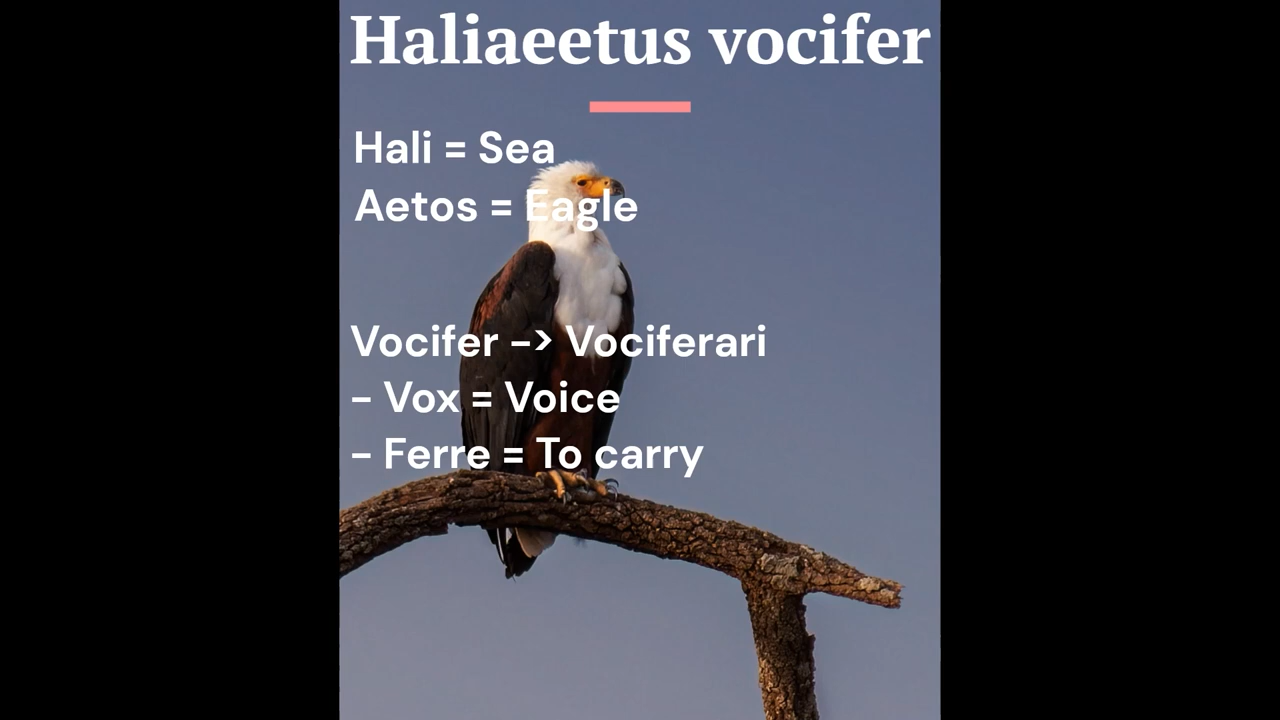 Haliaeetus vocifer
Hali = Sea
Aetos = Eagle
Vocifer -> Vociferari
- Vox = Voice
- Ferre = To carry